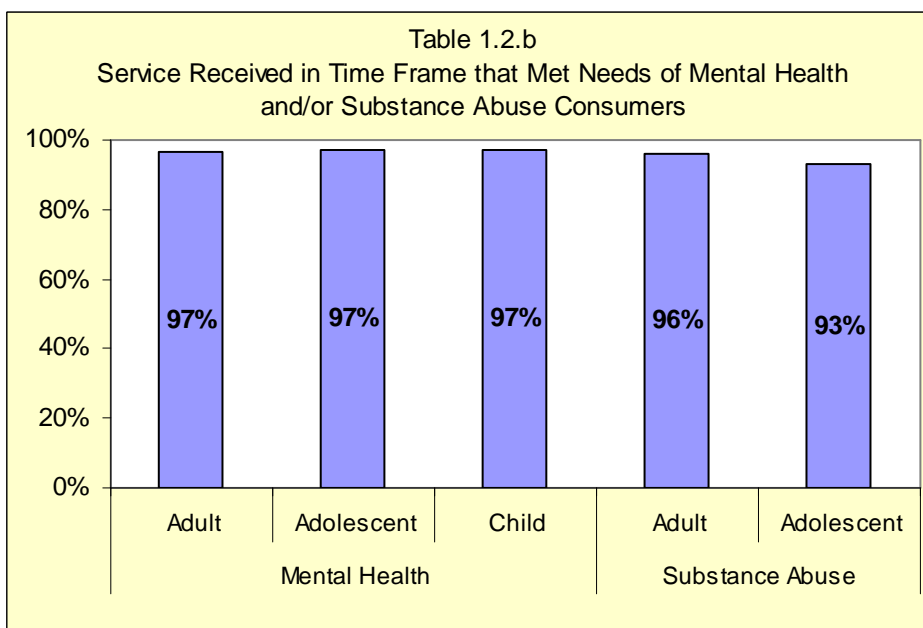 Table 1.2.b
Service Received in Time Frame that Met Needs of Mental Health
and/or Substance Abuse Consumers
100%
80%
60%
40%
20%
0%
97%
97%
97%
96%
93%
Adult
Adolescent
Child
Adult
Adolescent
Mental Health
Substance Abuse